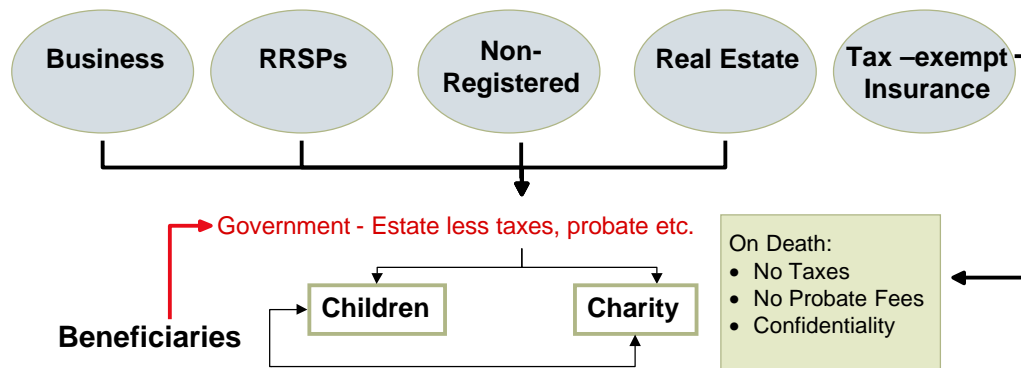 Business
RRSPs
Non-
Registered
Real Estate
Tax –exempt
Insurance
Government - Estate less taxes, probate etc.
Children
Charity
Beneficiaries
On Death:
• No Taxes
• No Probate Fees
• Confidentiality